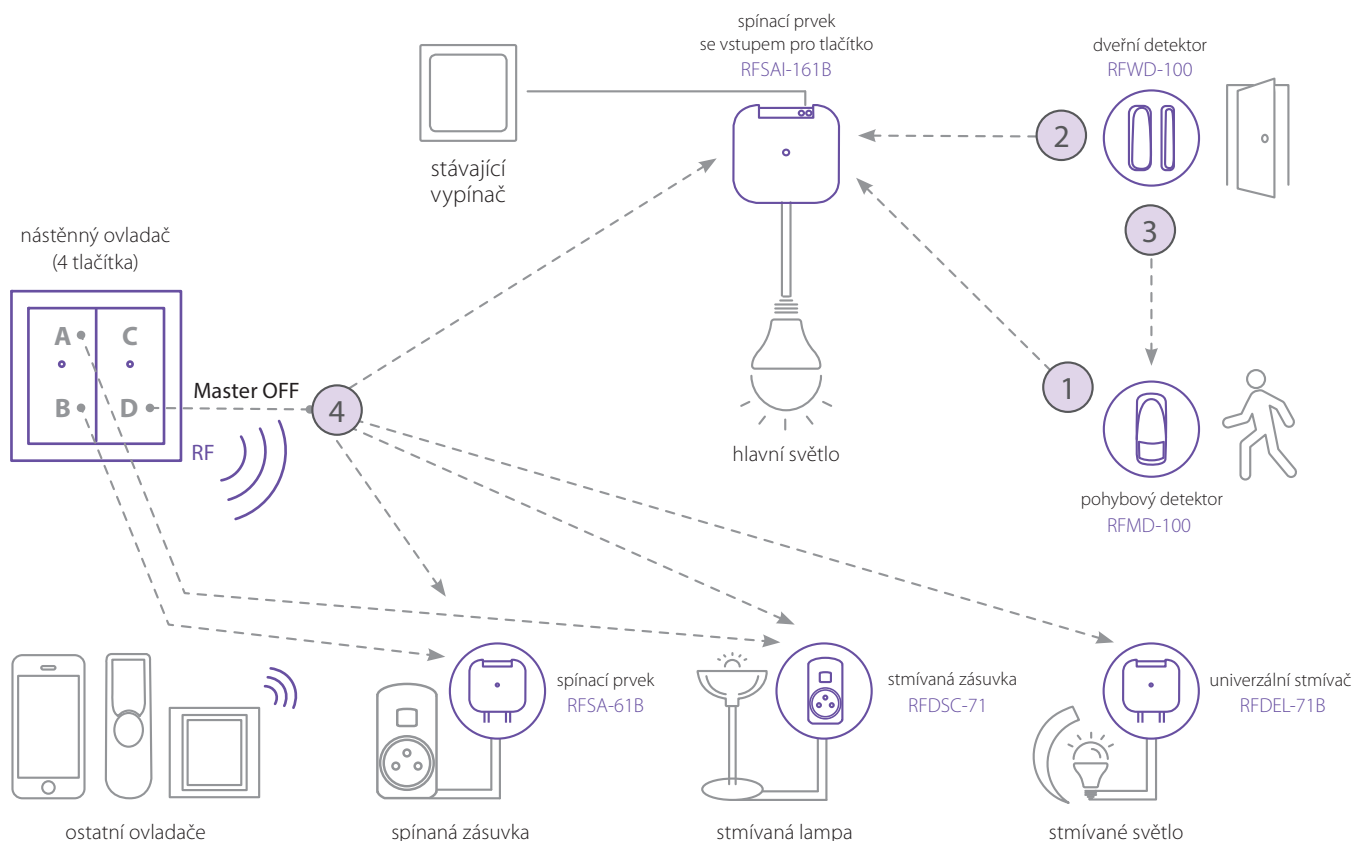 spínací prvek
se vstupem pro tlačítko
RFSAI-161B
dveřní detektor
RFWD-100
2
stávající
vypínač
3
nástěnný ovladač
(4 tlačítka)
A
C
B
D
Master OFF
4
RF
1
hlavní světlo
pohybový detektor
RFMD-100
spínací prvek
RFSA-61B
stmívaná zásuvka
RFDSC-71
univerzální stmívač
RFDEL-71B
ostatní ovladače
spínaná zásuvka
stmívaná lampa
stmívané světlo